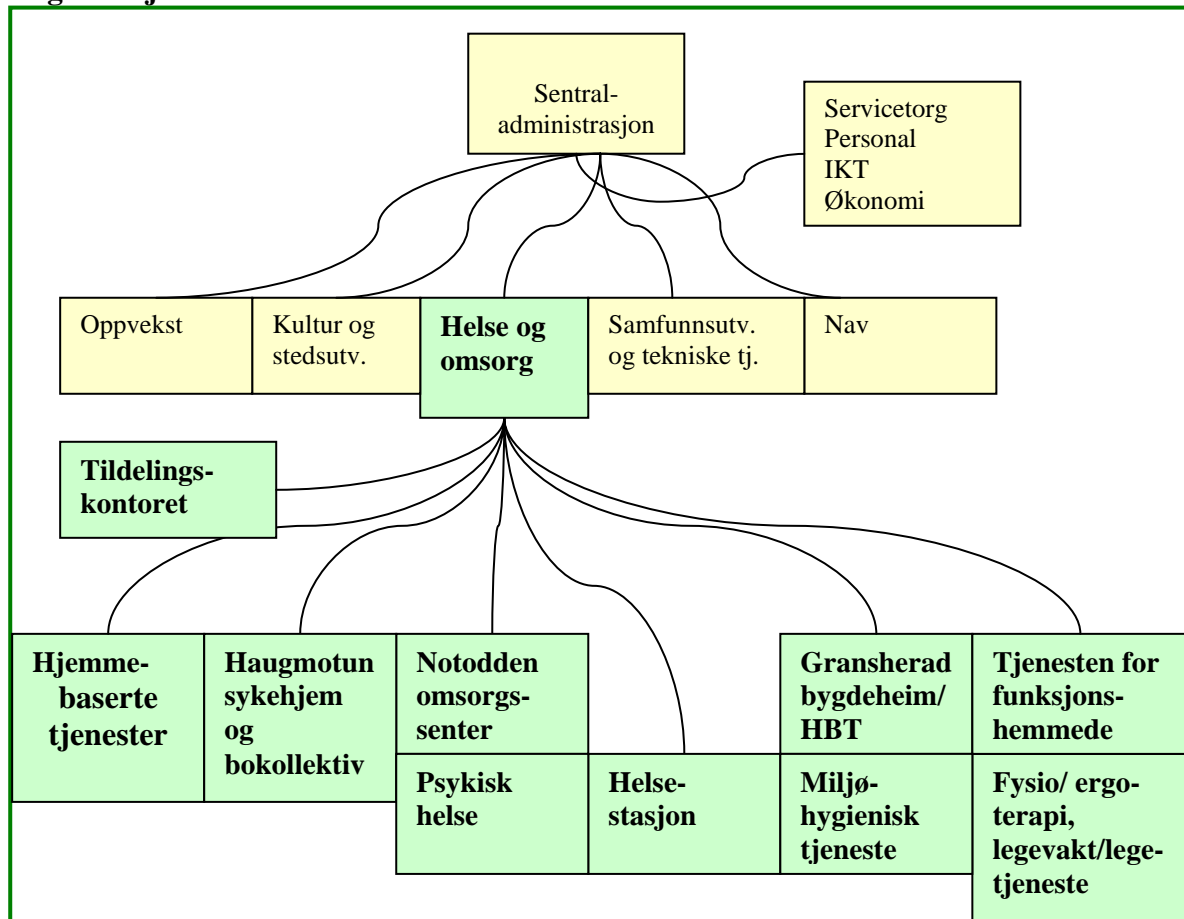 Sentral-
administrasjon
Servicetorg
Personal
IKT
Økonomi
Oppvekst
Kultur og
stedsutv.
Helse og
omsorg
Samfunnsutv.
og tekniske tj.
Nav
Tildelings-
kontoret
Hjemme-
baserte
tjenester
Haugmotun
sykehjem
og
bokollektiv
Notodden
omsorgs-
senter
Gransherad
bygdeheim/
HBT
Tjenesten for
funksjons-
hemmede
Psykisk
helse
Helse-
stasjon
Miljø-
hygienisk
tjeneste
Fysio/ ergo-
terapi,
legevakt/lege-
tjeneste